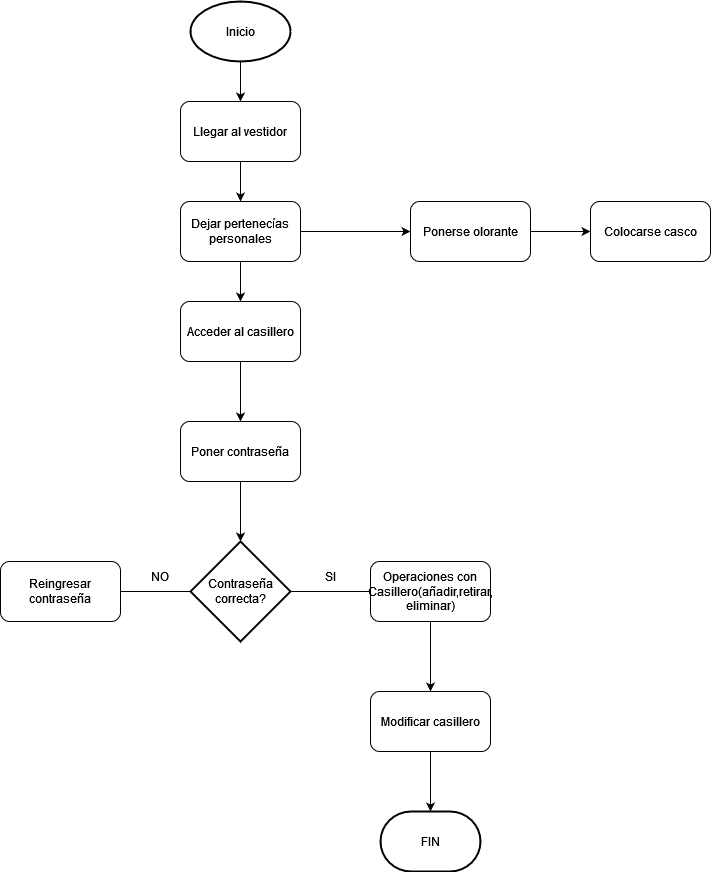 Inicio
Llegar al vestidor
Dejar pertenecías
personales
Ponerse olorante
Colocarse casco
Acceder al casillero
Poner contraseña
Reingresar
contraseña
NO
Contraseña
correcta?
SI
Operaciones con
Casillero(añadir,retirar,
eliminar)
Modificar casillero
FIN